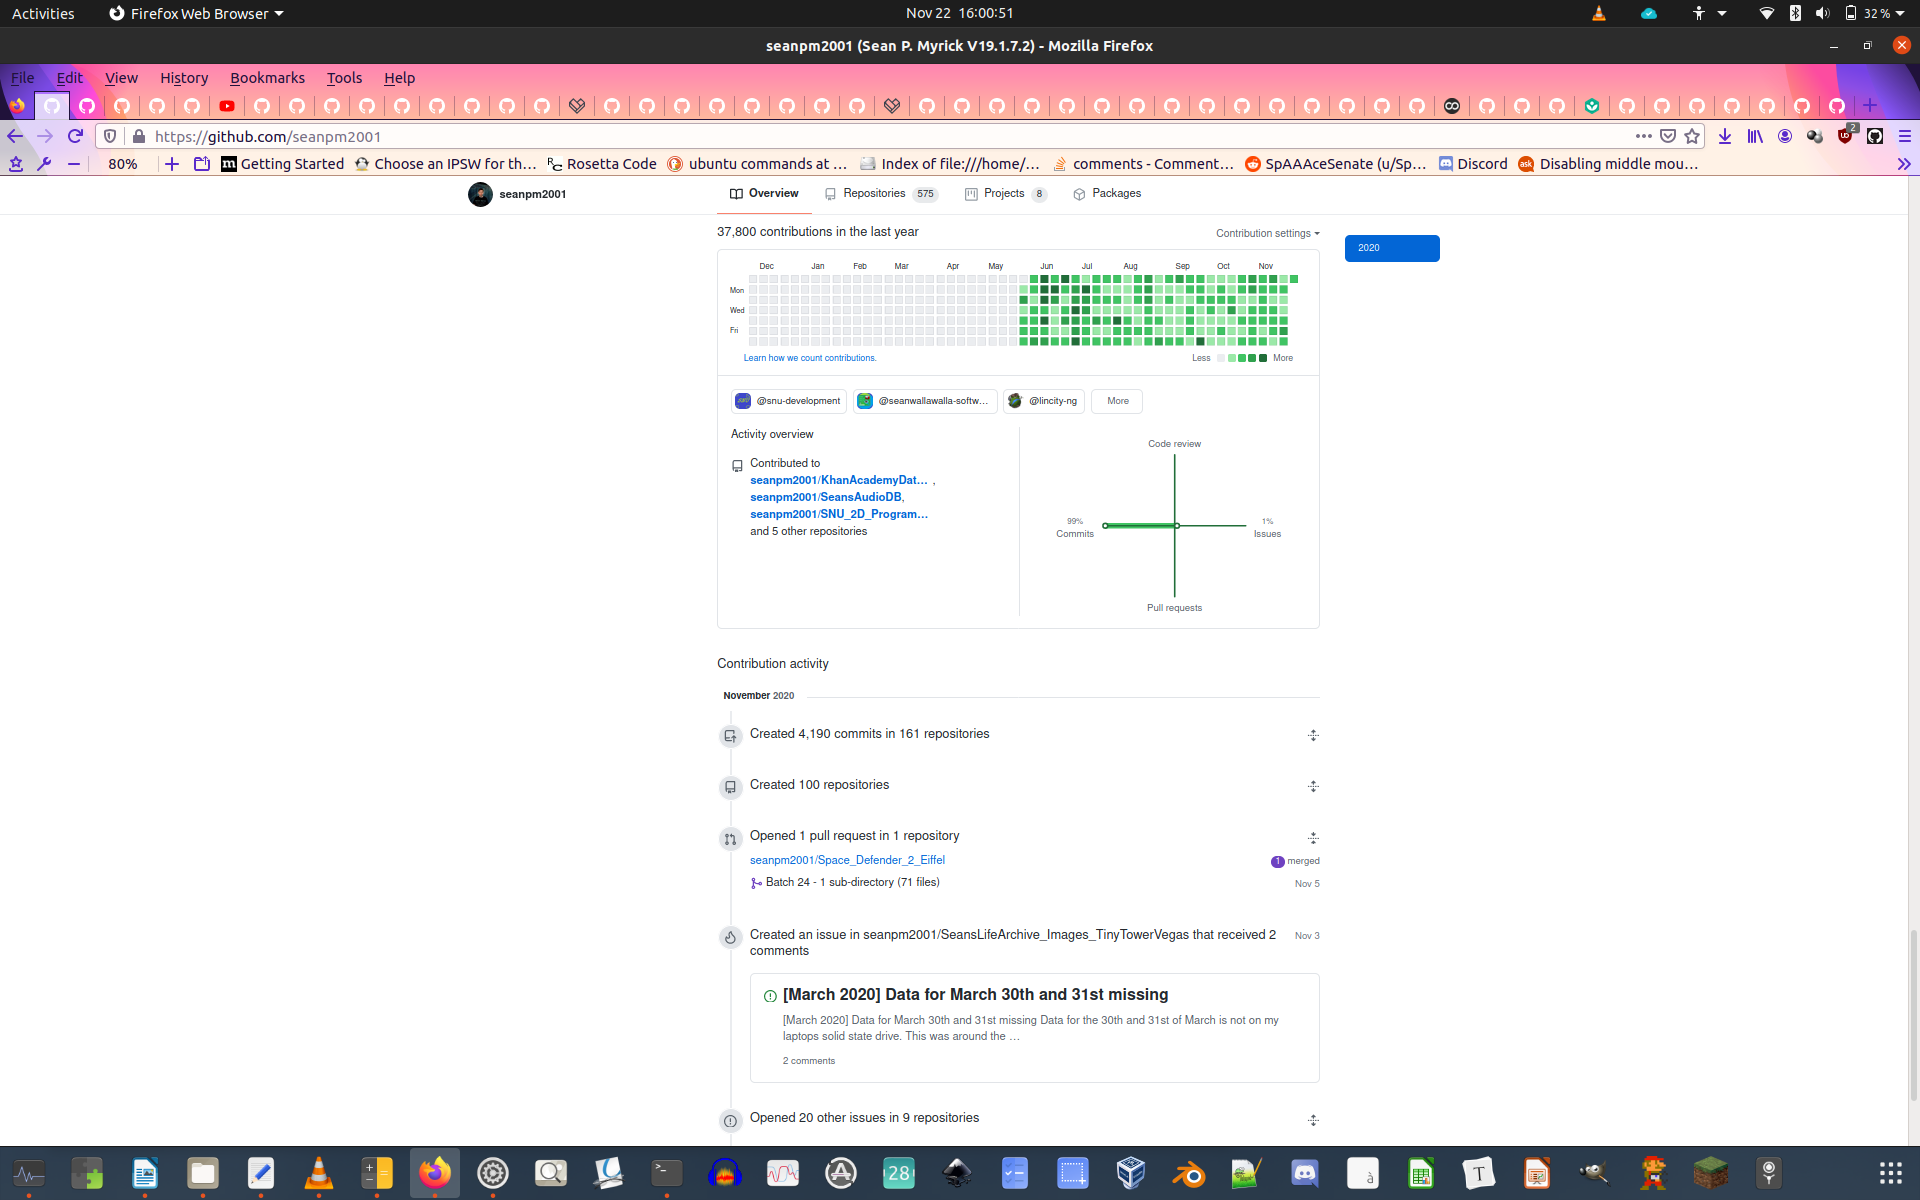 Activities
Firefox Web Browser
Nov 22 16:00:51
32 %
seanpm2001 (Sean P. Myrick V19.1.7.2) - Mozilla Firefox
File Edit View History Bookmarks Tools Help
https://github.com/seanpm2001
2
80%
Getting Started
Choose an IPSW for th…
Rosetta Code
ubuntu commands at …
Index of file:///home/…
comments - Comment…
SpAAAceSenate (u/Sp…
Discord
Disabling middle mou…
seanpm2001
Overview
Repositories 575
Projects 8
Packages
37,800 contributions in the last year
Contribution settings
2020
Dec Jan Feb Mar Apr May Jun Jul Aug Sep Oct Nov
Mon
Wed
Fri
Learn how we count contributions.
Less More
@snu-development
@seanwallawalla-softw…
@lincity-ng
More
Activity overview
Contributed to
seanpm2001/KhanAcademyDat… ,
seanpm2001/SeansAudioDB,
seanpm2001/SNU_2D_Program…
and 5 other repositories
Code review
99%
Commits
1%
Issues
Pull requests
Contribution activity
November 2020
Created 4,190 commits in 161 repositories
Created 100 repositories
Opened 1 pull request in 1 repository
seanpm2001/Space_Defender_2_Eiffel
1 merged
Batch 24 - 1 sub-directory (71 files)
Nov 5
Created an issue in seanpm2001/SeansLifeArchive_Images_TinyTowerVegas that received 2
comments
Nov 3
[March 2020] Data for March 30th and 31st missing
[March 2020] Data for March 30th and 31st missing Data for the 30th and 31st of March is not on my
laptops solid state drive. This was around the …
2 comments
Opened 20 other issues in 9 repositories
28